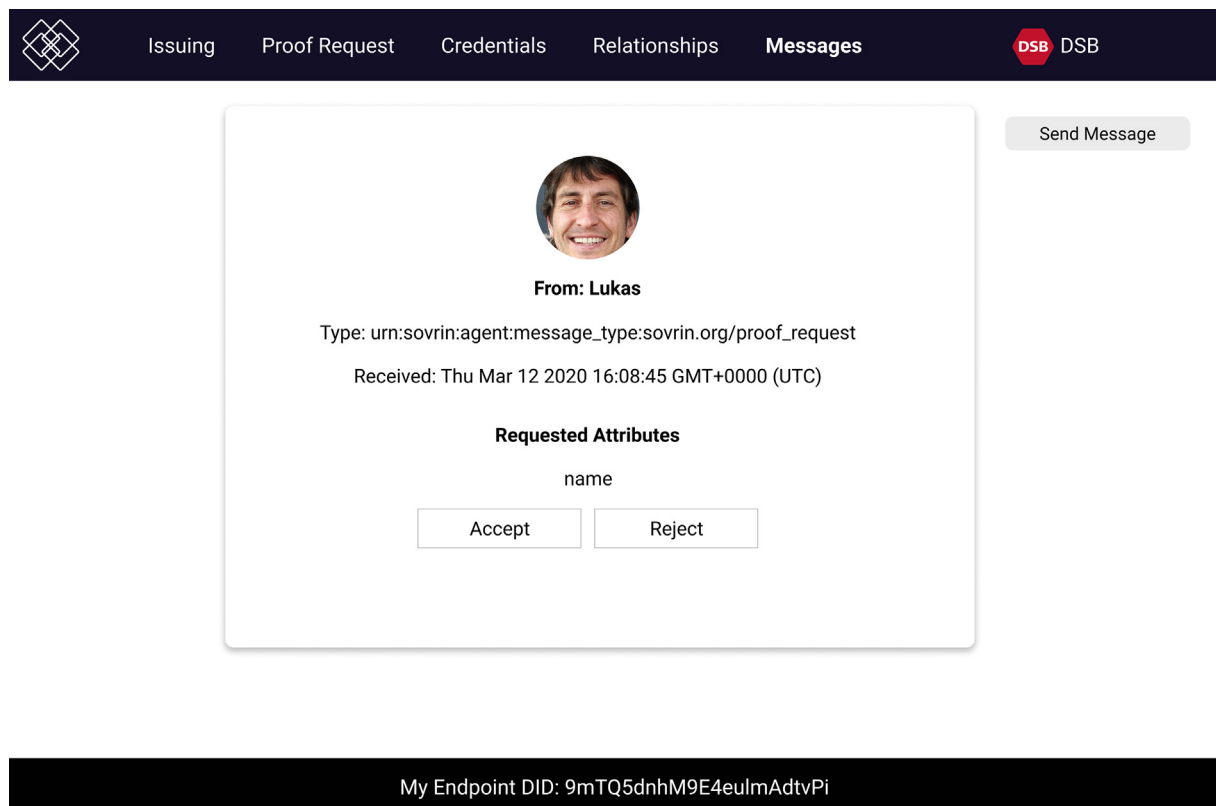 Issuing Proof Request Credentials Relationships Messages DSB DSB
Send Message
From: Lukas
Type: urn:sovrin:agent:message_type:sovrin.org/proof_request
Received: Thu Mar 12 2020 16:08:45 GMT+0000 (UTC)
Requested Attributes
name
Accept Reject
My Endpoint DID: 9mTQ5dnhM9E4eulmAdtvPi